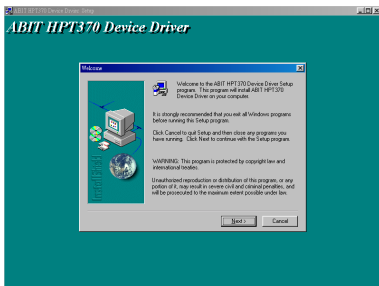 ABIT HPT370 Device Driver Setup
ABIT HPT370 Device Driver
Welcome
Welcome to the ABIT HPT370 Device Driver Setup
program. This program will install ABIT HPT370
Device Driver on your computer.
It is strongly recommended that you exit all Windows programs
before running this Setup program.
Click Cancel to quit Setup and then close any programs you
have running. Click Next to continue with the Setup program.
WARNING: This program is protected by copyright law and
international treaties.
Unauthorized reproduction or distribution of this program, or any
portion of it, may result in severe civil and criminal penalties, and
will be prosecuted to the maximum extent possible under law.
InstallShield
Next >
Cancel